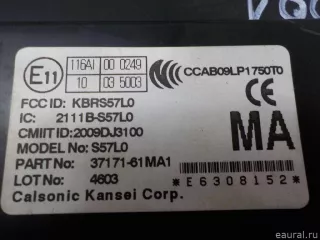 E11
116AI 00 0249
10 03 5003
CCAB09LP1750T0
CE
FCC ID: KBRS57L0
IC: 2111B-S57L0
CMIIT ID: 2009DJ3100
MODEL No: S57L0
PART No: 37171-61MA1
LOT No: 4603
MA
*E6308152*
Calsonic Kansei Corp.
eaural.ru